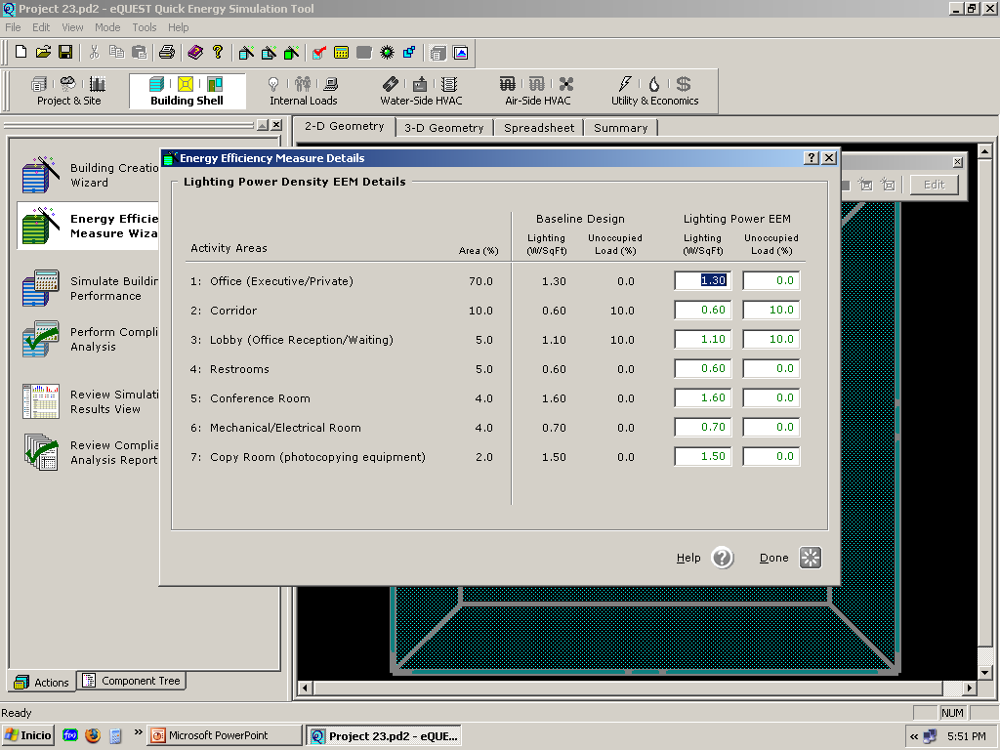 Project 23.pd2 - eQUEST Quick Energy Simulation Tool
File Edit View Mode Tools Help
Project & Site Building Shell Internal Loads Water-Side HVAC Air-Side HVAC Utility & Economics
2-D Geometry 3-D Geometry Spreadsheet Summary
Building Creatio
Wizard
Energy Efficie
Measure Wiza
Simulate Buildin
Performance
Perform Compli
Analysis
Review Simulati
Results View
Review Complia
Analysis Report
Actions Component Tree
Edit
Energy Efficiency Measure Details
Lighting Power Density EEM Details
Baseline Design Lighting Power EEM
Lighting Unoccupied Lighting Unoccupied
Activity Areas Area (%) (W/SqFt) Load (%) (W/SqFt) Load (%)
1: Office (Executive/Private) 70.0 1.30 0.0 1.30 0.0
2: Corridor 10.0 0.60 10.0 0.60 10.0
3: Lobby (Office Reception/Waiting) 5.0 1.10 10.0 1.10 10.0
4: Restrooms 5.0 0.60 0.0 0.60 0.0
5: Conference Room 4.0 1.60 0.0 1.60 0.0
6: Mechanical/Electrical Room 4.0 0.70 0.0 0.70 0.0
7: Copy Room (photocopying equipment) 2.0 1.50 0.0 1.50 0.0
Help Done
Ready NUM
Inicio Microsoft PowerPoint Project 23.pd2 - eQUE... 5:51 PM